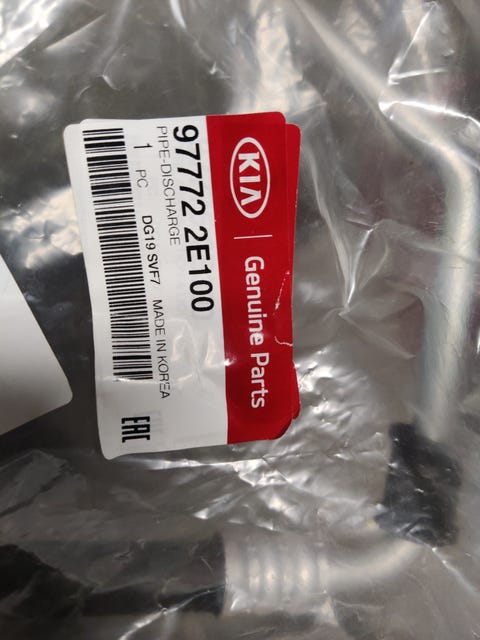 KIA | Genuine Parts
97772 2E100
PIPE-DISCHARGE
1 PC DG19 SVF7 MADE IN KOREA
EAC